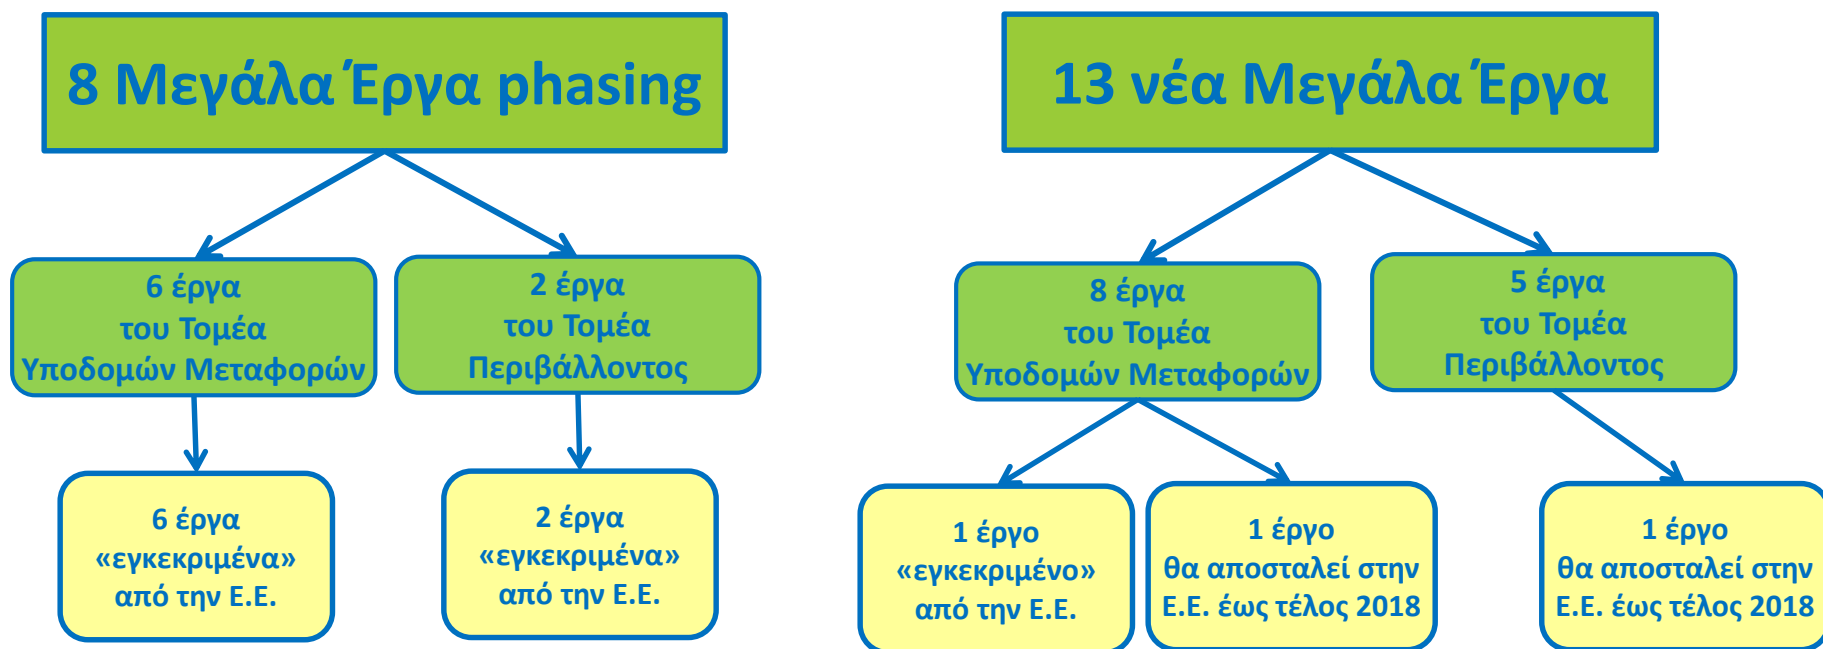 8 Μεγάλα Έργα phasing
13 νέα Μεγάλα Έργα
6 έργα
του Τομέα
Υποδομών Μεταφορών
2 έργα
του Τομέα
Περιβάλλοντος
8 έργα
του Τομέα
Υποδομών Μεταφορών
5 έργα
του Τομέα
Περιβάλλοντος
6 έργα
«εγκεκριμένα»
από την Ε.Ε.
2 έργα
«εγκεκριμένα»
από την Ε.Ε.
1 έργο
«εγκεκριμένο»
από την Ε.Ε.
1 έργο
θα αποσταλεί στην
Ε.Ε. έως τέλος 2018
1 έργο
θα αποσταλεί στην
Ε.Ε. έως τέλος 2018